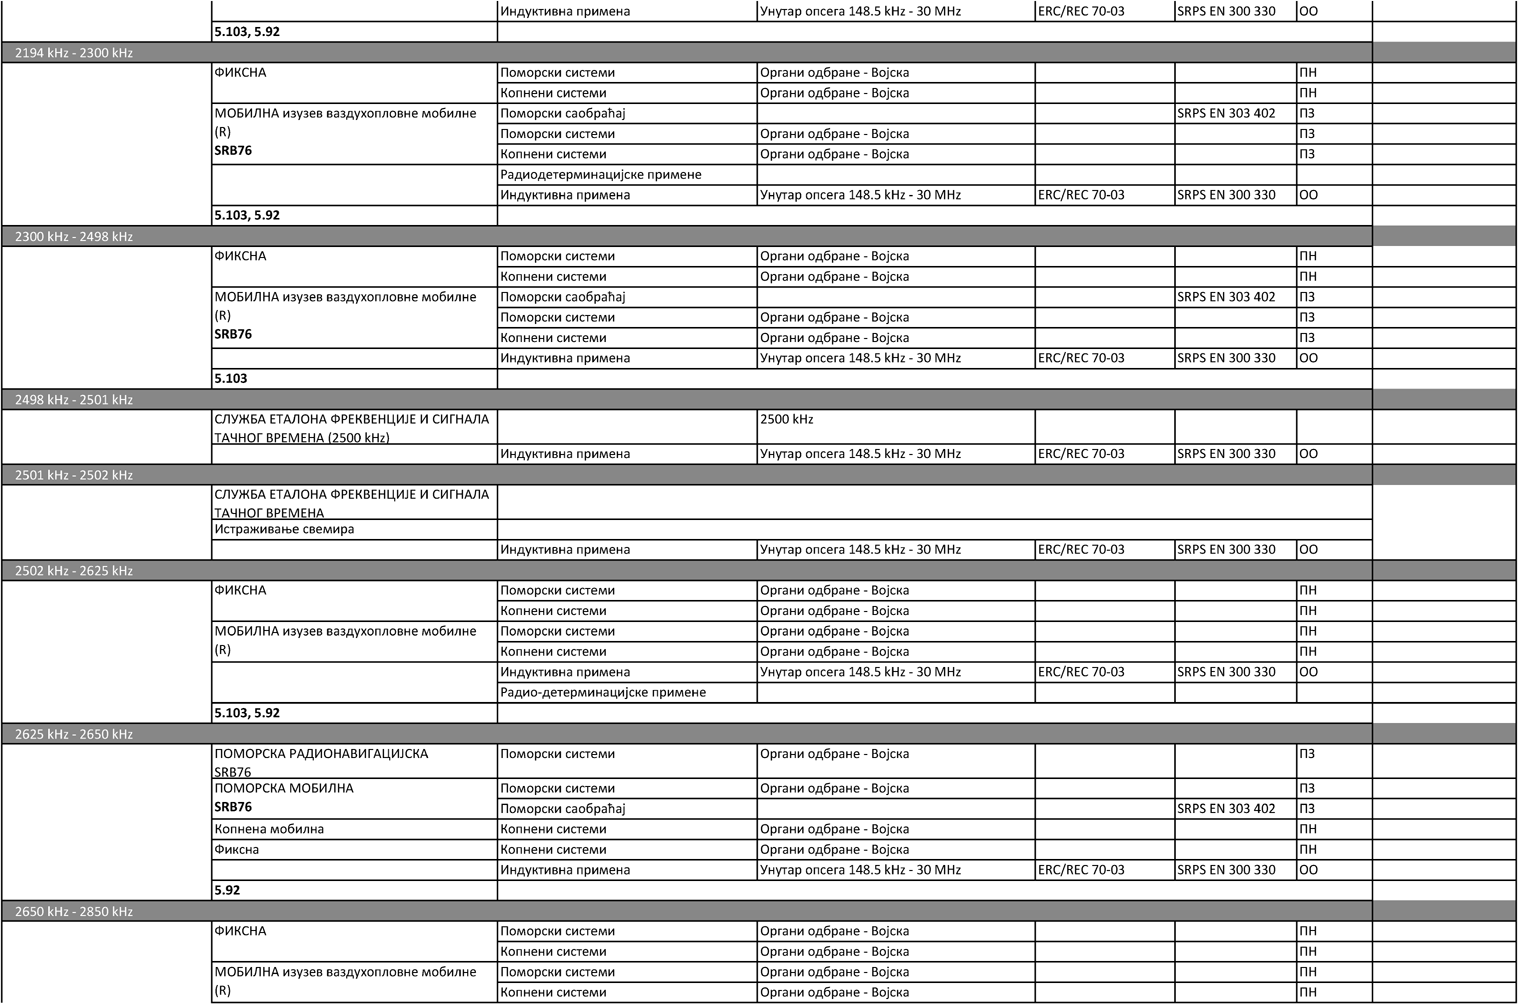 Индуктивна примена Унутар опсега 148.5 kHz - 30 MHz ERC/REC 70-03 SRPS EN 300 330 ОО
5.103, 5.92
2194 kHz - 2300 kHz
ФИКСНА Поморски системи Органи одбране - Војска ПН
Копнени системи Органи одбране - Војска ПН
МОБИЛНА изузев ваздухопловне мобилне Поморски саобраћај SRPS EN 303 402 ПЗ
(R) Поморски системи Органи одбране - Војска ПЗ
SRB76 Копнени системи Органи одбране - Војска ПЗ
Радиодетерминацијске примене
Индуктивна примена Унутар опсега 148.5 kHz - 30 MHz ERC/REC 70-03 SRPS EN 300 330 ОО
5.103, 5.92
2300 kHz - 2498 kHz
ФИКСНА Поморски системи Органи одбране - Војска ПН
Копнени системи Органи одбране - Војска ПН
МОБИЛНА изузев ваздухопловне мобилне Поморски саобраћај SRPS EN 303 402 ПЗ
(R) Поморски системи Органи одбране - Војска ПЗ
SRB76 Копнени системи Органи одбране - Војска ПЗ
Индуктивна примена Унутар опсега 148.5 kHz - 30 MHz ERC/REC 70-03 SRPS EN 300 330 ОО
5.103
2498 kHz - 2501 kHz
СЛУЖБА ЕТАЛОНА ФРЕКВЕНЦИЈЕ И СИГНАЛА 2500 kHz
ТАЧНОГ ВРЕМЕНА (2500 kHz)
Индуктивна примена Унутар опсега 148.5 kHz - 30 MHz ERC/REC 70-03 SRPS EN 300 330 ОО
2501 kHz - 2502 kHz
СЛУЖБА ЕТАЛОНА ФРЕКВЕНЦИЈЕ И СИГНАЛА
ТАЧНОГ ВРЕМЕНА
Истраживање свемира
Индуктивна примена Унутар опсега 148.5 kHz - 30 MHz ERC/REC 70-03 SRPS EN 300 330 ОО
2502 kHz - 2625 kHz
ФИКСНА Поморски системи Органи одбране - Војска ПН
Копнени системи Органи одбране - Војска ПН
МОБИЛНА изузев ваздухопловне мобилне Поморски системи Органи одбране - Војска ПН
(R) Копнени системи Органи одбране - Војска ПН
Индуктивна примена Унутар опсега 148.5 kHz - 30 MHz ERC/REC 70-03 SRPS EN 300 330 ОО
Радио-детерминацијске примене
5.103, 5.92
2625 kHz - 2650 kHz
ПОМОРСКА РАДИОНАВИГАЦИЈСКА Поморски системи Органи одбране - Војска ПЗ
SRB76
ПОМОРСКА МОБИЛНА Поморски системи Органи одбране - Војска ПЗ
SRB76 Поморски саобраћај SRPS EN 303 402 ПЗ
Копнена мобилна Копнени системи Органи одбране - Војска ПН
Фиксна Копнени системи Органи одбране - Војска ПН
Индуктивна примена Унутар опсега 148.5 kHz - 30 MHz ERC/REC 70-03 SRPS EN 300 330 ОО
5.92
2650 kHz - 2850 kHz
ФИКСНА Поморски системи Органи одбране - Војска ПН
Копнени системи Органи одбране - Војска ПН
МОБИЛНА изузев ваздухопловне мобилне Поморски системи Органи одбране - Војска ПН
(R) Копнени системи Органи одбране - Војска ПН